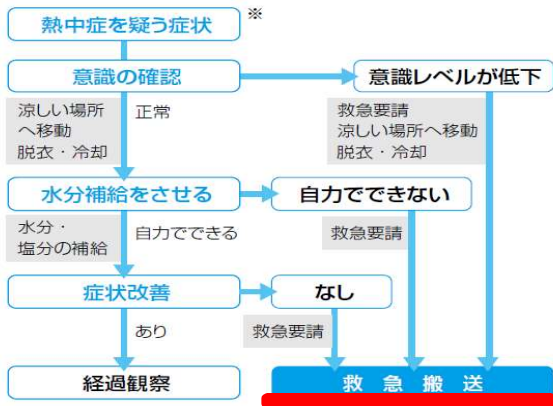 熱中症を疑う症状 ※
意識の確認
意識レベルが低下
涼しい場所
へ移動
脱衣・冷却
正常
救急要請
涼しい場所へ移動
脱衣・冷却
水分補給をさせる
自力でできない
水分・
塩分の補給
自力でできる
救急要請
症状改善
なし
あり
救急要請
経過観察
救急搬送